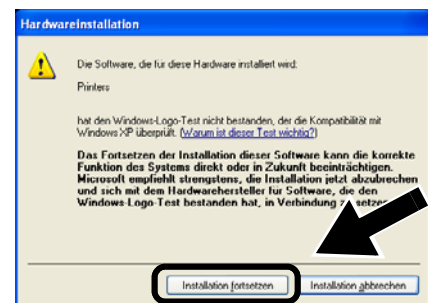 Hardwareinstallation
Die Software, die für diese Hardware installiert wird:
Printers
hat den Windows-Logo-Test nicht bestanden, der die Kompatibilität mit
Windows XP überprüft. (Warum ist dieser Test wichtig?)
Das Fortsetzen der Installation dieser Software kann die korrekte
Funktion des Systems direkt oder in Zukunft beeinträchtigen.
Microsoft empfiehlt strengstens, die Installation jetzt abzubrechen
und sich mit dem Hardwarehersteller für Software, die den
Windows-Logo-Test bestanden hat, in Verbindung zu
Installation fortsetzen
Installation abbrechen